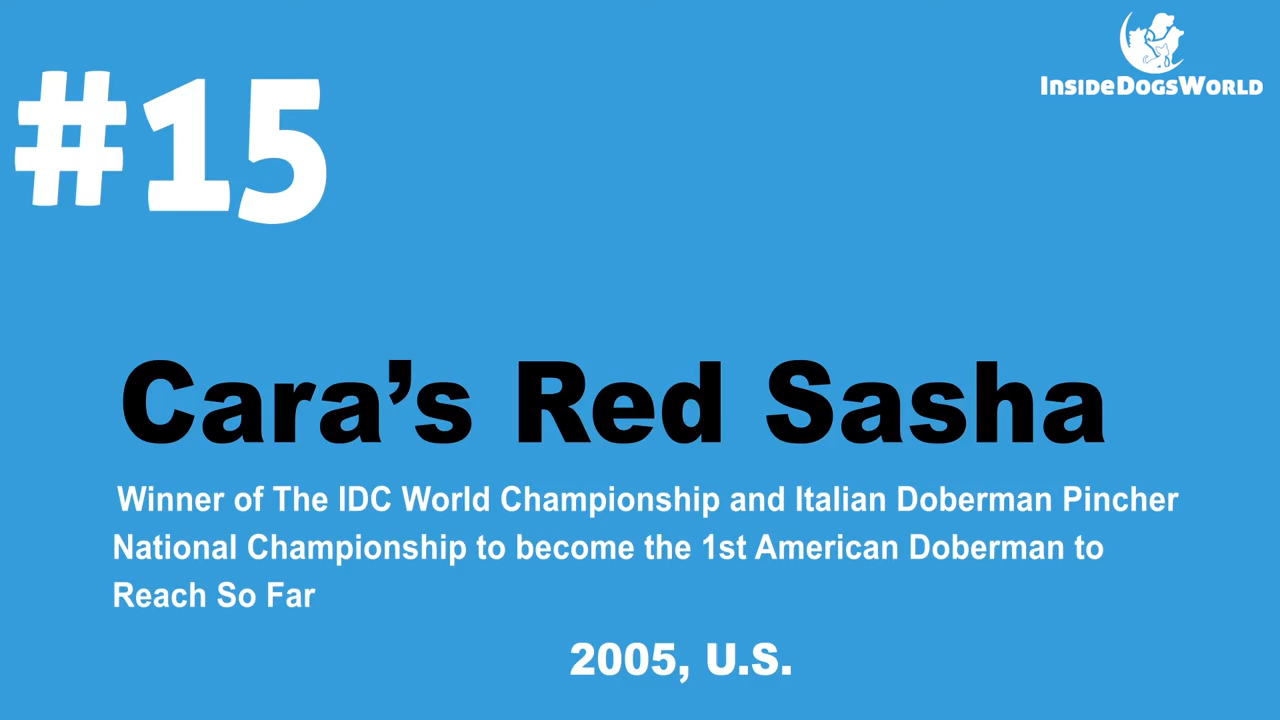 #15
INSIDEDOGSWORLD
Cara’s Red Sasha
Winner of The IDC World Championship and Italian Doberman Pincher
National Championship to become the 1st American Doberman to
Reach So Far
2005, U.S.